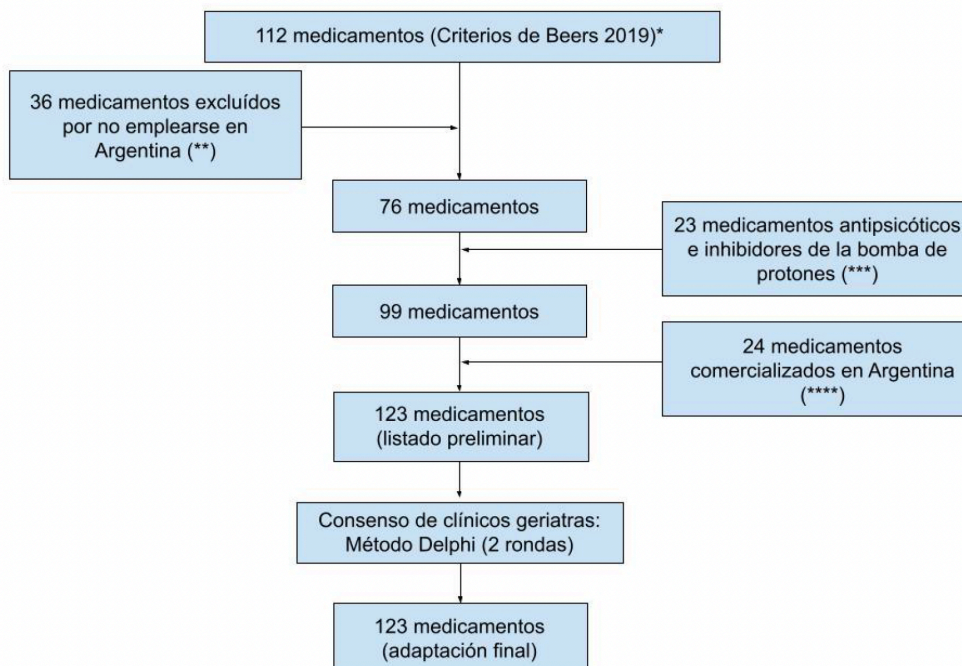 112 medicamentos (Criterios de Beers 2019)*
36 medicamentos excluídos
por no emplearse en
Argentina (**)
76 medicamentos
23 medicamentos antipsicóticos
e inhibidores de la bomba de
protones (***)
99 medicamentos
24 medicamentos
comercializados en Argentina
(****)
123 medicamentos
(listado preliminar)
Consenso de clínicos geriatras:
Método Delphi (2 rondas)
123 medicamentos
(adaptación final)